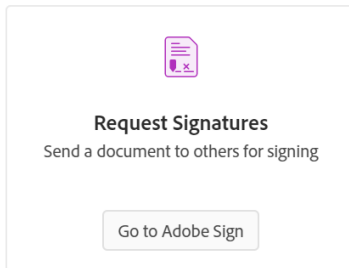 Request Signatures
Send a document to others for signing
Go to Adobe Sign